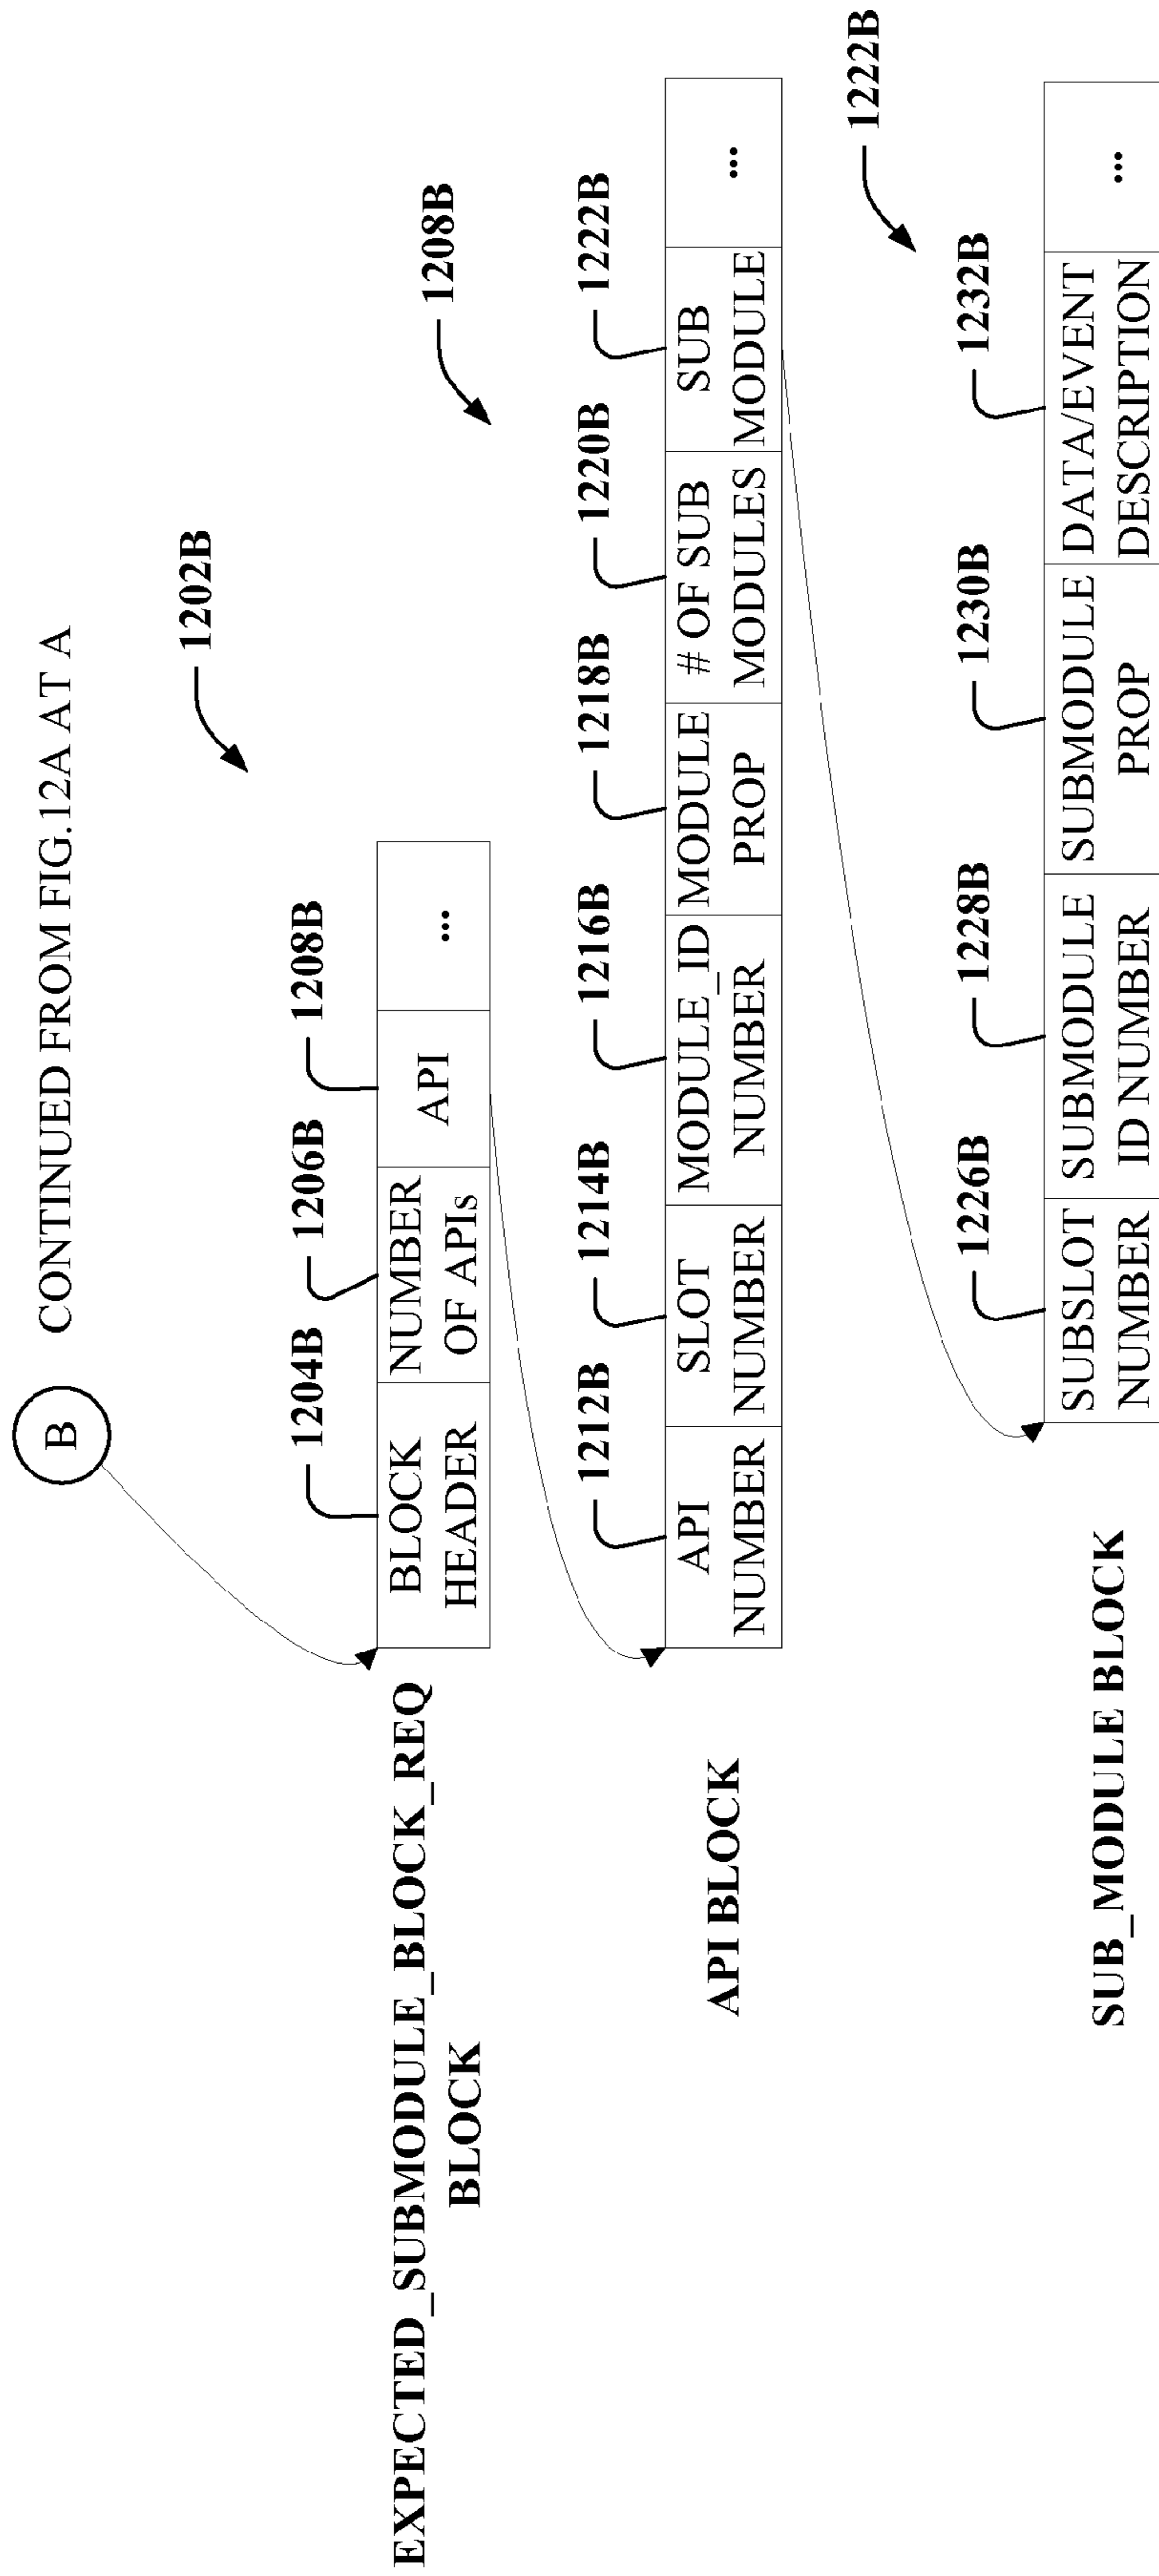 CONTINUED FROM FIG.12A AT A
B
1202B
1204B
1206B
1208B
EXPECTED_SUBMODULE_BLOCK_REQ
BLOCK
BLOCK
HEADER
NUMBER
OF APIs
API
...
1208B
1212B
1214B
1216B
1218B
1220B
1222B
API BLOCK
API
NUMBER
SLOT
NUMBER
MODULE_ID
NUMBER
MODULE
PROP
# OF SUB
MODULES
SUB
MODULE
...
1222B
1226B
1228B
1230B
1232B
SUB_MODULE BLOCK
SUBSLOT
NUMBER
SUBMODULE
ID NUMBER
SUBMODULE
PROP
DATA/EVENT
DESCRIPTION
...